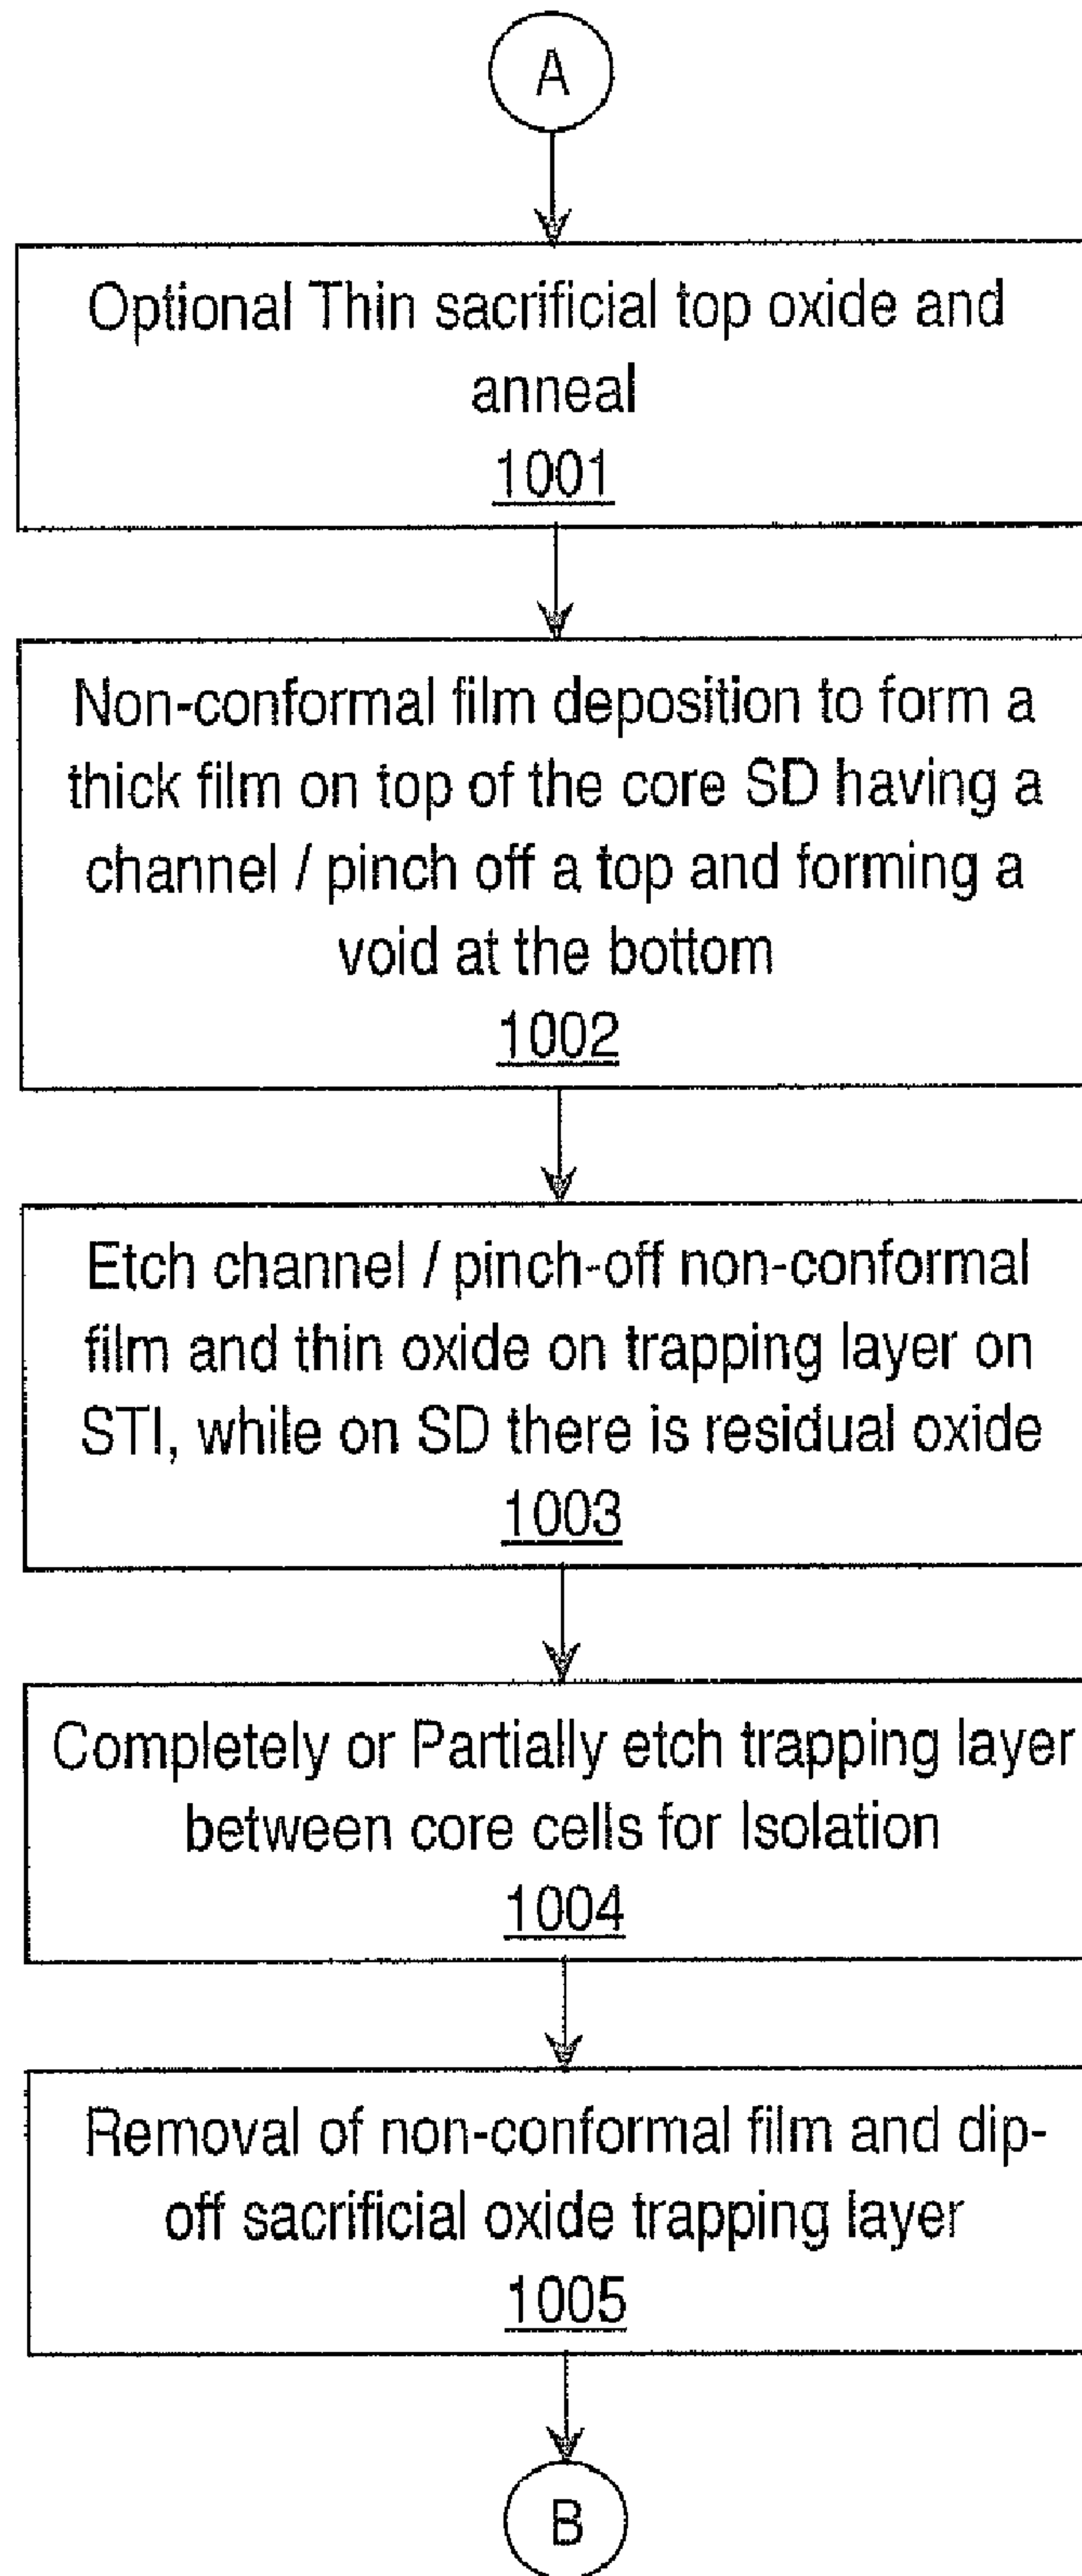 A
Optional Thin sacrificial top oxide and
anneal
1001
Non-conformal film deposition to form a
thick film on top of the core SD having a
channel / pinch off a top and forming a
void at the bottom
1002
Etch channel / pinch-off non-conformal
film and thin oxide on trapping layer on
STI, while on SD there is residual oxide
1003
Completely or Partially etch trapping layer
between core cells for Isolation
1004
Removal of non-conformal film and dip-
off sacrificial oxide trapping layer
1005
B